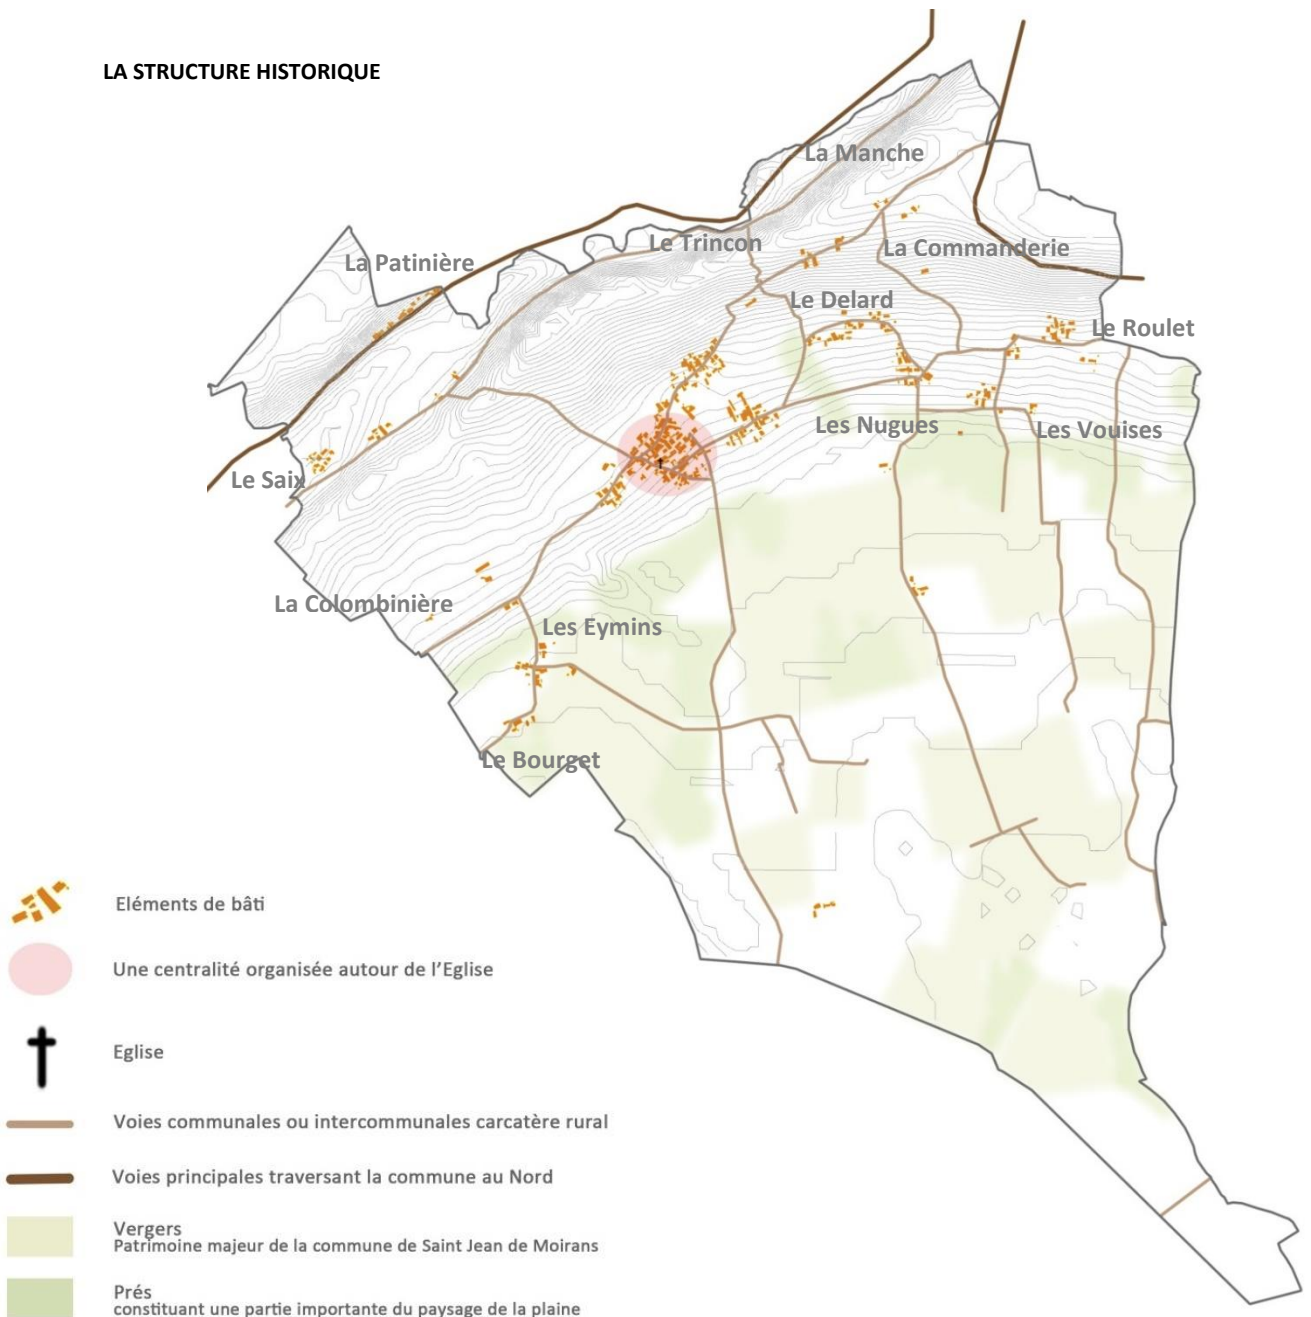 LA STRUCTURE HISTORIQUE
La Manche
Le Trincon
La Commanderie
La Patinière
Le Delard
Le Roulet
Les Nugues
Les Vouises
Le Saix
La Colombinière
Les Eymins
Le Bourget
Eléments de bâti
Une centralité organisée autour de l'Eglise
Eglise
Voies communales ou intercommunales carcatère rural
Voies principales traversant la commune au Nord
Vergers
Patrimoine majeur de la commune de Saint Jean de Moirans
Prés
constituant une partie importante du paysage de la plaine